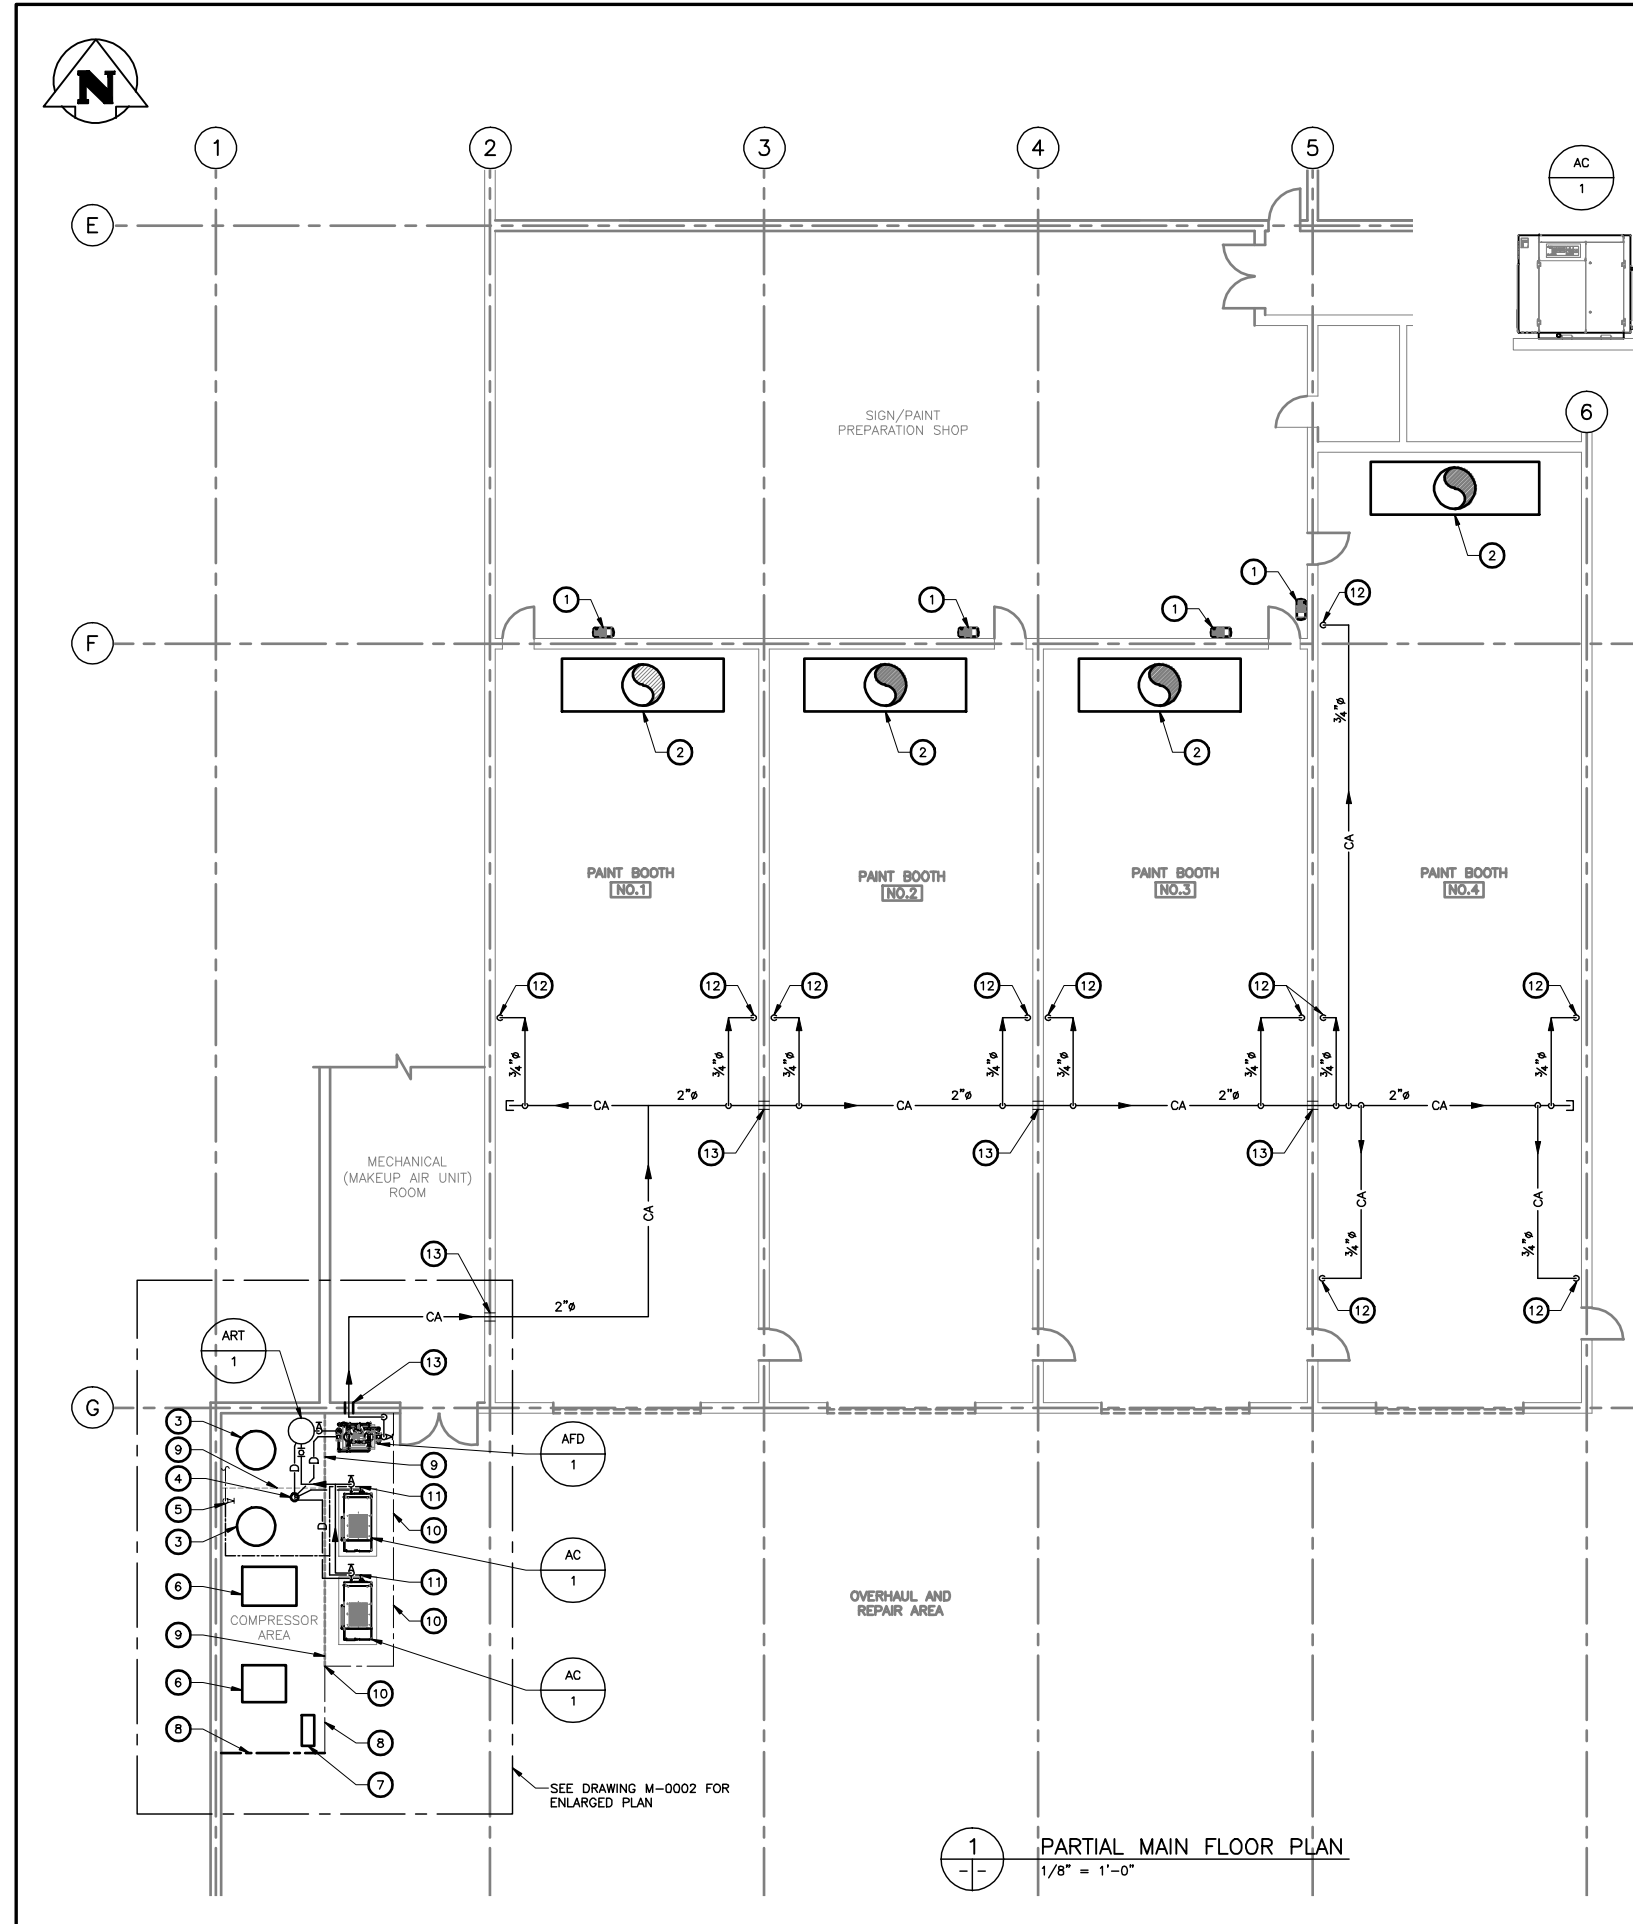 N
1
2
3
4
5
AC
1
E
6
SIGN/PAINT
PREPARATION SHOP
2
1
1
1
1
12
F
2
2
2
3/4"ø
CA
PAINT BOOTH
NO.1
PAINT BOOTH
NO.2
PAINT BOOTH
NO.3
PAINT BOOTH
NO.4
12
12
12
12
12
12
12
3/4"ø
3/4"ø
3/4"ø
3/4"ø
3/4"ø
3/4"ø
3/4"ø
3/4"ø
CA
2"ø
CA
2"ø
CA
2"ø
2"ø
CA
13
13
13
MECHANICAL
(MAKEUP AIR UNIT)
ROOM
CA
CA
CA
3/4"ø
3/4"ø
13
12
12
CA
2"ø
ART
1
13
G
3
AFD
1
9
9
4
D
D
11
5
A
10
3
D
AC
1
6
11
COMPRESSOR
AREA
10
OVERHAUL AND
REPAIR AREA
9
6
AC
1
10
8
8
7
SEE DRAWING M-0002 FOR
ENLARGED PLAN
1
- -
PARTIAL MAIN FLOOR PLAN
1/8" = 1'-0"